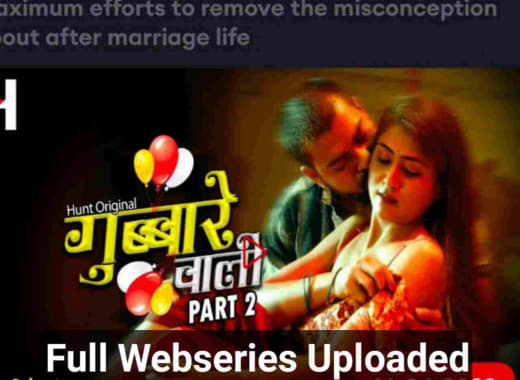 aximum efforts to remove the misconception
bout after marriage life
H
Hunt Original
गुब्बारे
वाली
PART 2
Full Webseries Uploaded